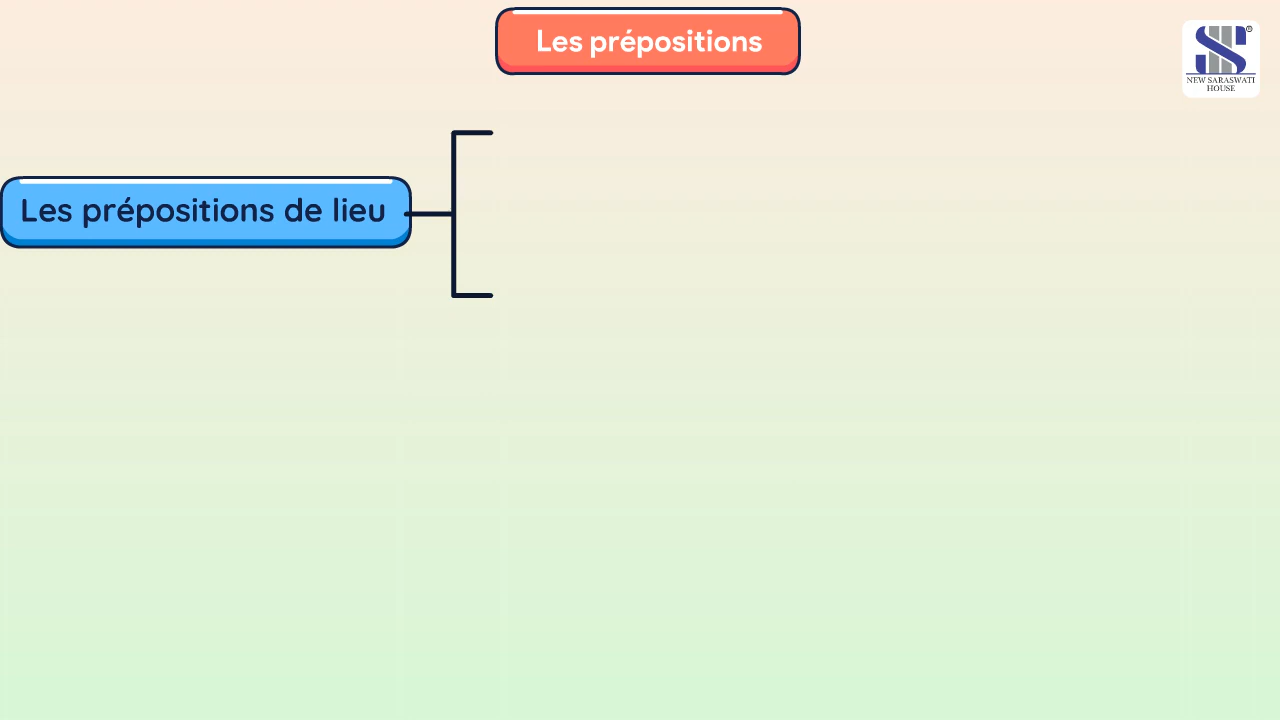 Les prépositions
®
NEW SARASWATI
HOUSE
Les prépositions de lieu